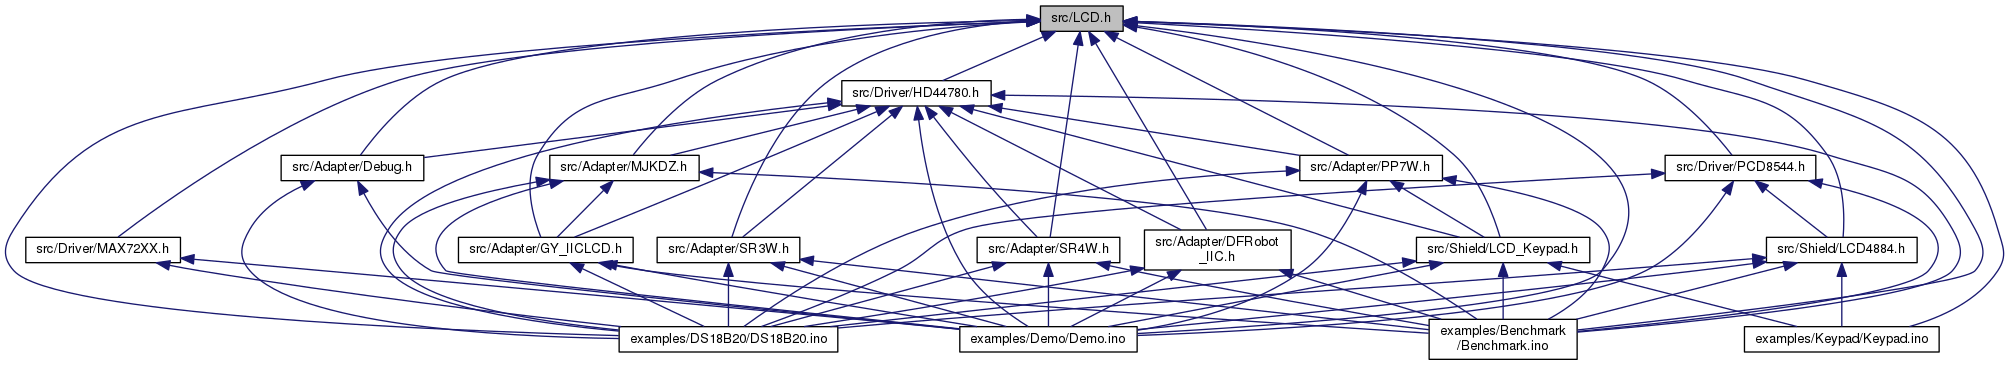 src/LCD.h
src/Driver/HD44780.h
src/Adapter/Debug.h
src/Adapter/MJKDZ.h
src/Adapter/PP7W.h
src/Driver/PCD8544.h
src/Driver/MAX72XX.h
src/Adapter/GY_IICLCD.h
src/Adapter/SR3W.h
src/Adapter/SR4W.h
src/Adapter/DFRobot
_IIC.h
src/Shield/LCD_Keypad.h
src/Shield/LCD4884.h
examples/DS18B20/DS18B20.ino
examples/Demo/Demo.ino
examples/Benchmark
/Benchmark.ino
examples/Keypad/Keypad.ino